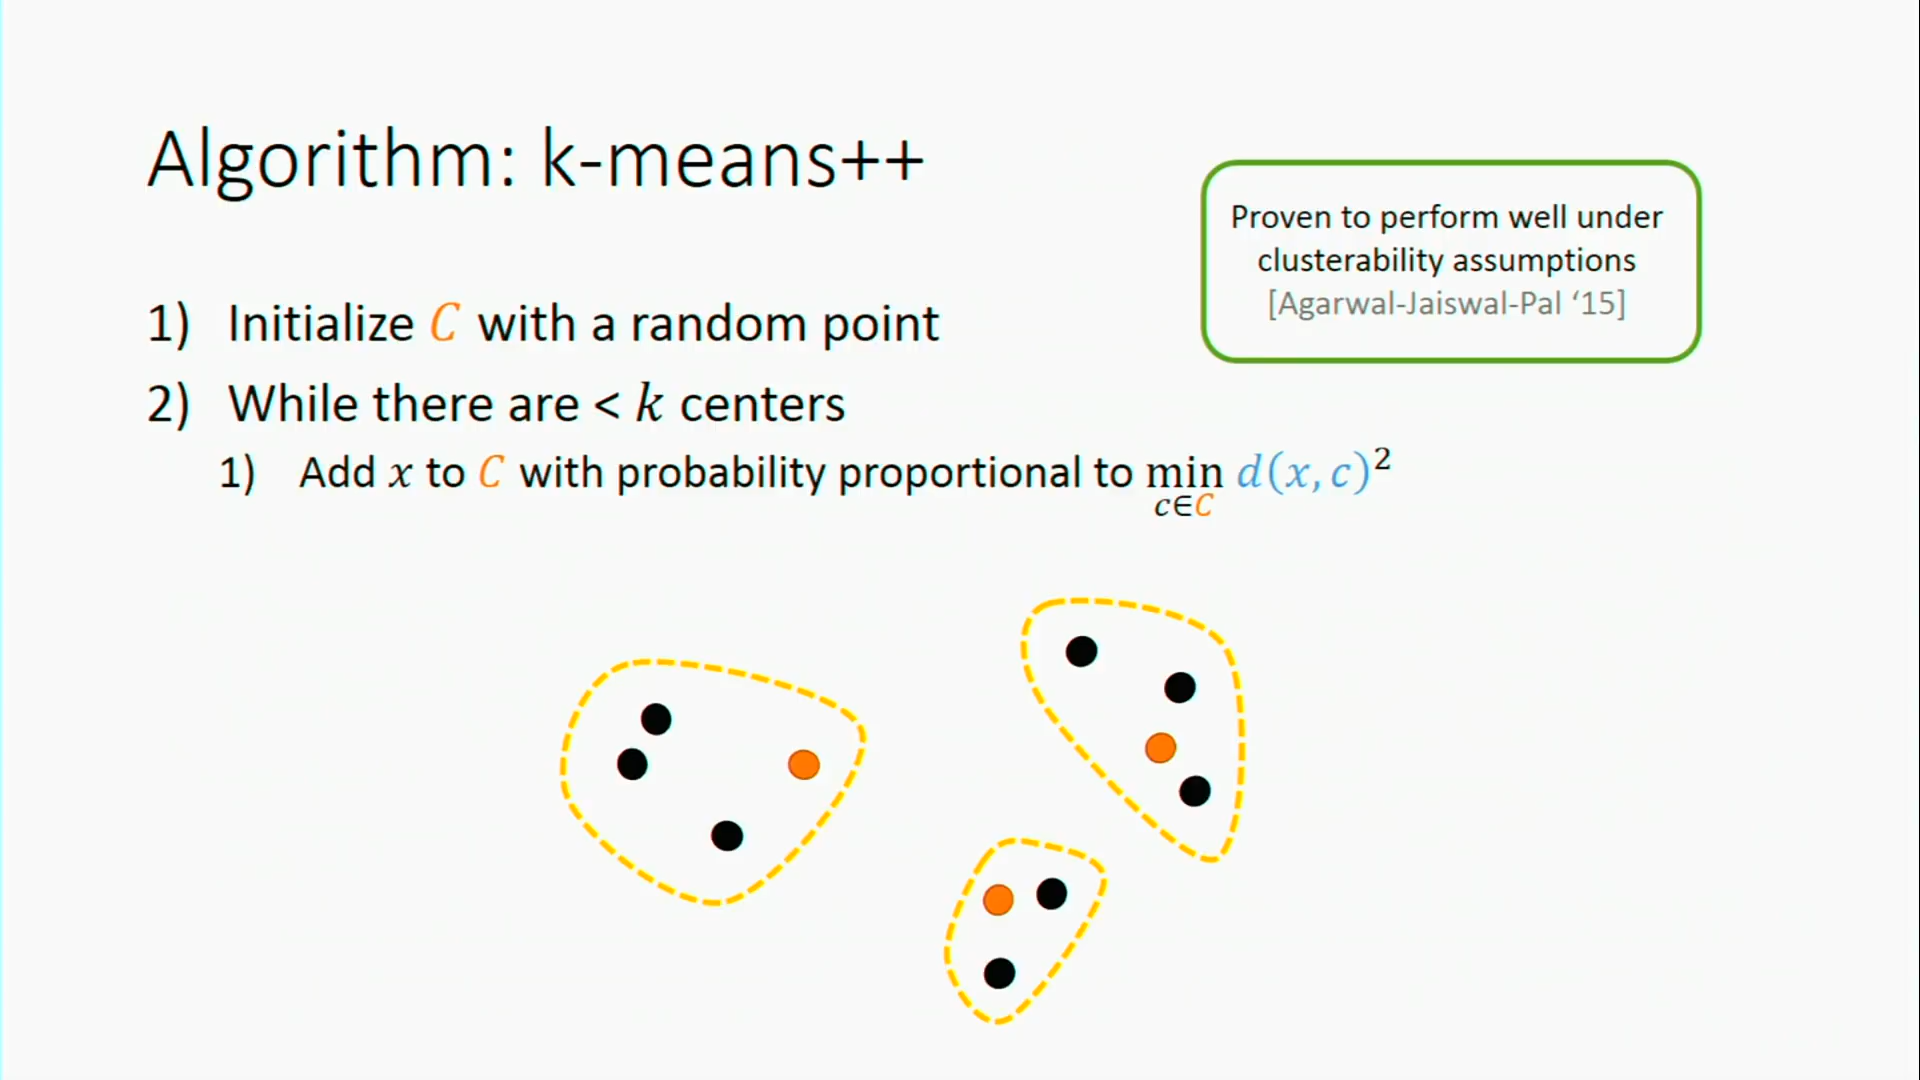 Algorithm: k-means++
Proven to perform well under
clusterability assumptions
[Agarwal-Jaiswal-Pal ‘15]
1) Initialize C with a random point
2) While there are < k centers
1) Add x to C with probability proportional to min d(x, c)²
c∈C